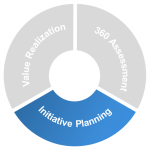 Value Realization
360 Assessment
Initiative Planning